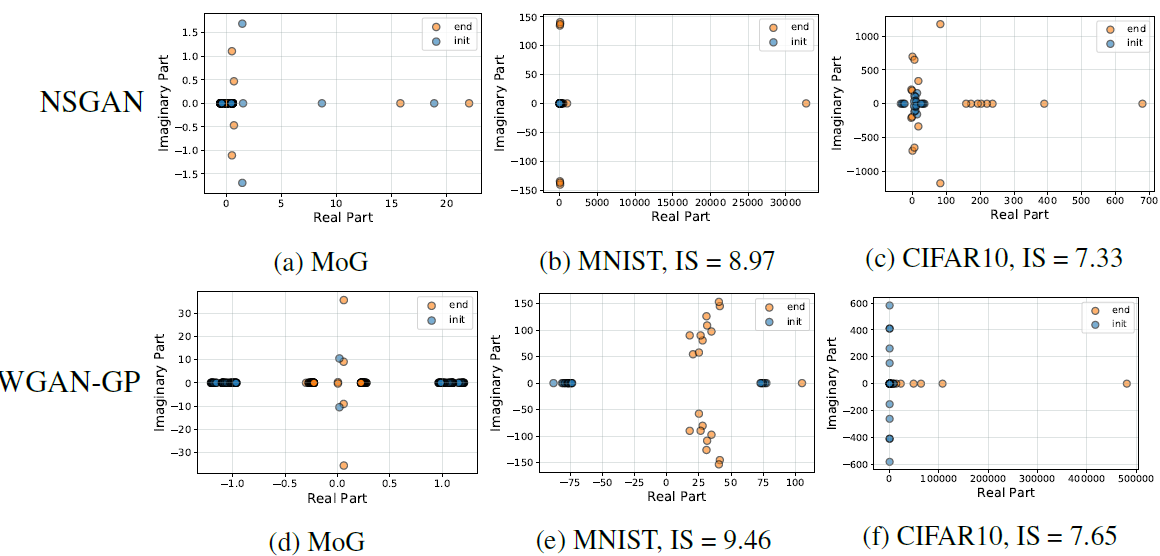 NSGAN
Imaginary Part
1.5
1.0
0.5
0.0
−0.5
−1.0
−1.5
0 5 10 15 20
Real Part
end
init
(a) MoG
Imaginary Part
150
100
50
0
−50
−100
−150
0 5000 10000 15000 20000 25000 30000
Real Part
end
init
(b) MNIST, IS = 8.97
Imaginary Part
1000
500
0
−500
−1000
0 100 200 300 400 500 600 700
Real Part
end
init
(c) CIFAR10, IS = 7.33
WGAN-GP
Imaginary Part
30
20
10
0
−10
−20
−30
−1.0 −0.5 0.0 0.5 1.0
Real Part
end
init
(d) MoG
Imaginary Part
150
100
50
0
−50
−100
−150
−75 −50 −25 0 25 50 75 100
Real Part
end
init
(e) MNIST, IS = 9.46
Imaginary Part
600
400
200
0
−200
−400
−600
0 100000 200000 300000 400000 500000
Real Part
end
init
(f) CIFAR10, IS = 7.65